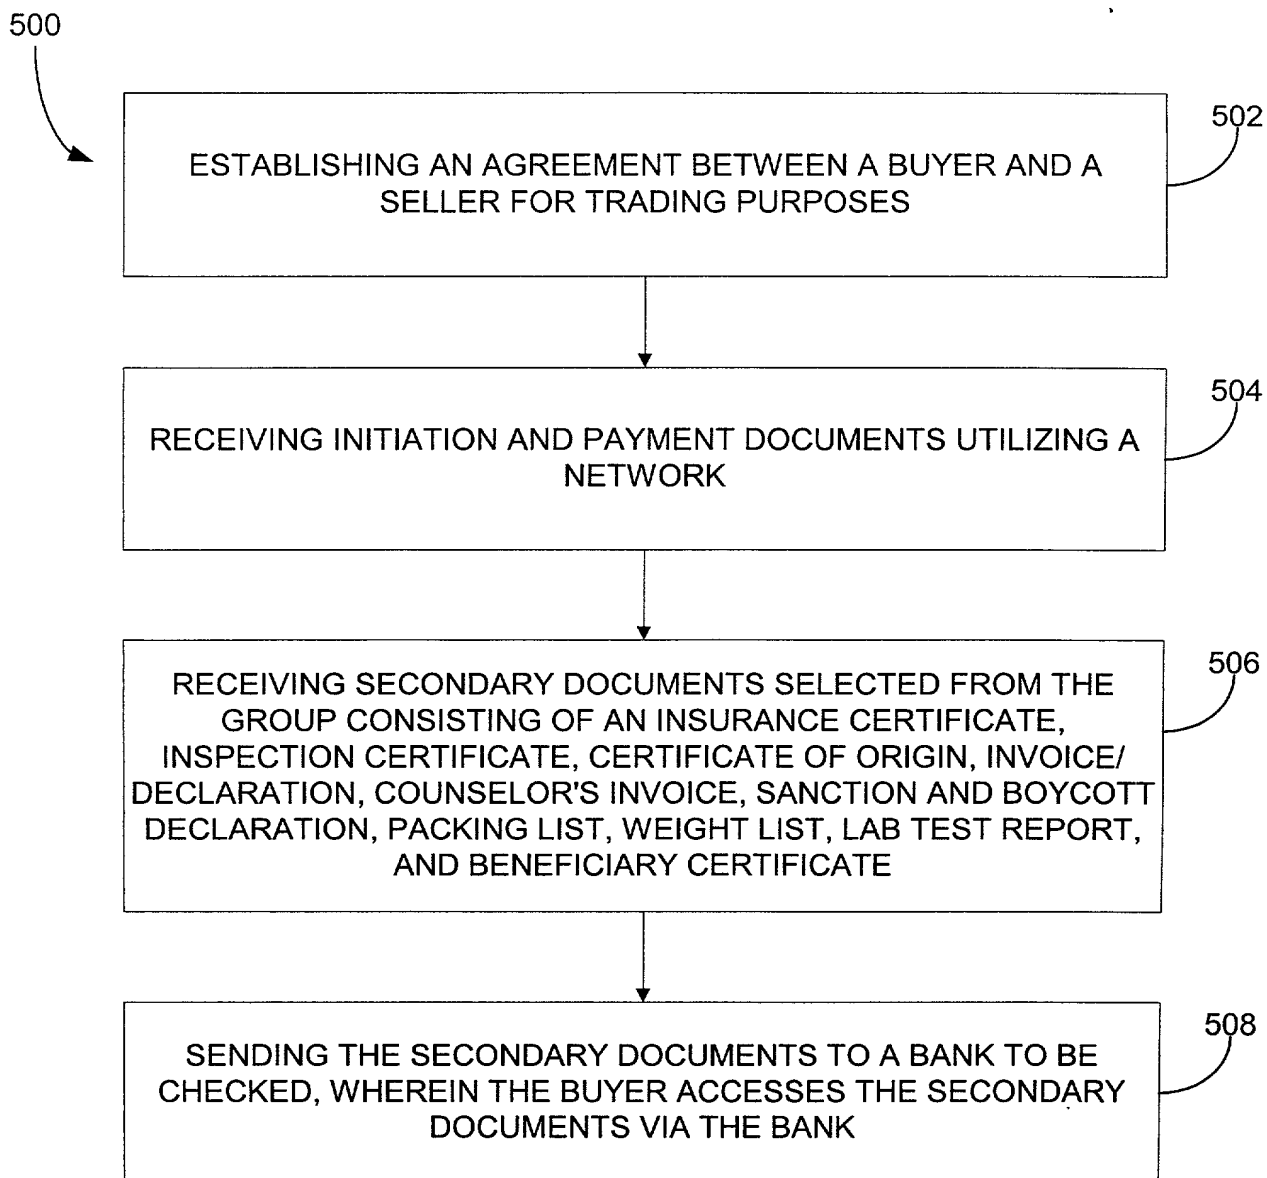 500
502
ESTABLISHING AN AGREEMENT BETWEEN A BUYER AND A
SELLER FOR TRADING PURPOSES
504
RECEIVING INITIATION AND PAYMENT DOCUMENTS UTILIZING A
NETWORK
506
RECEIVING SECONDARY DOCUMENTS SELECTED FROM THE
GROUP CONSISTING OF AN INSURANCE CERTIFICATE,
INSPECTION CERTIFICATE, CERTIFICATE OF ORIGIN, INVOICE/
DECLARATION, COUNSELOR'S INVOICE, SANCTION AND BOYCOTT
DECLARATION, PACKING LIST, WEIGHT LIST, LAB TEST REPORT,
AND BENEFICIARY CERTIFICATE
508
SENDING THE SECONDARY DOCUMENTS TO A BANK TO BE
CHECKED, WHEREIN THE BUYER ACCESSES THE SECONDARY
DOCUMENTS VIA THE BANK